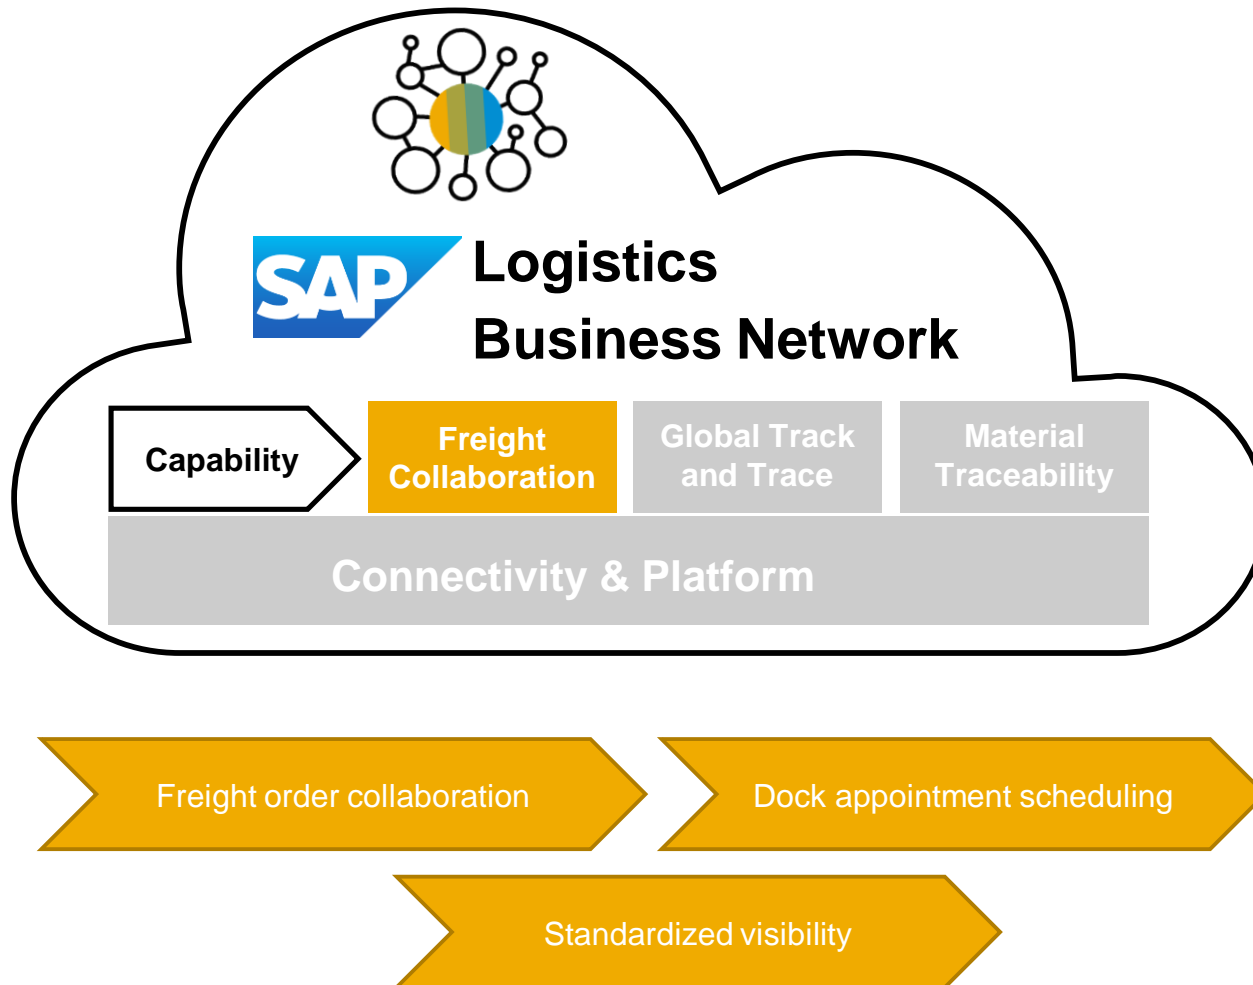 SAP
Logistics
Business Network
Capability
Freight
Collaboration
Global Track
and Trace
Material
Traceability
Connectivity & Platform
Freight order collaboration
Dock appointment scheduling
Standardized visibility